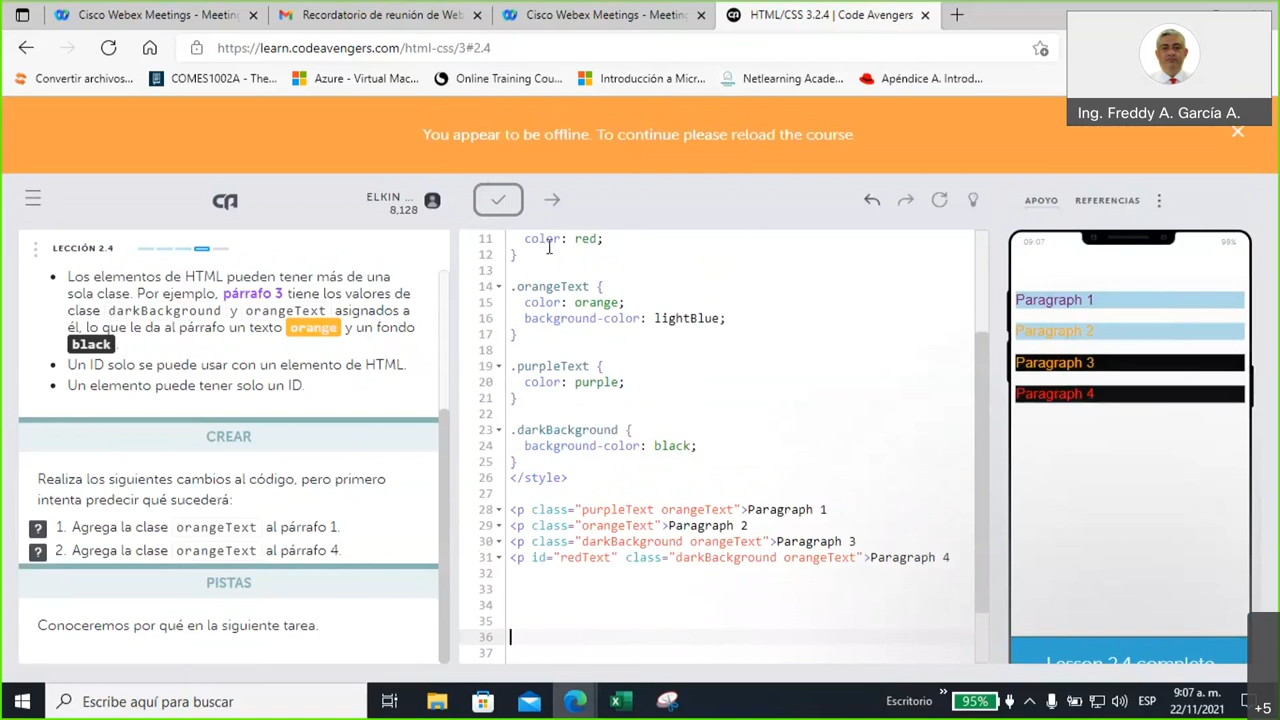 Cisco Webex Meetings - Meetin
Recordatorio de reunión de Web
Cisco Webex Meetings - Meetin
HTML/CSS 3.2.4 | Code Avengers
https://learn.codeavengers.com/html-css/3#2.4
Convertir archivos...
COMES1002A - The...
Azure - Virtual Mac...
Online Training Cou...
Introducción a Micr...
Netlearning Acade...
Apéndice A. Introd...
Ing. Freddy A. García A.
You appear to be offline. To continue please reload the course.
ELKIN ...
8,128
APOYO
REFERENCIAS
LECCIÓN 2.4
Los elementos de HTML pueden tener más de una
sola clase. Por ejemplo, párrafo 3 tiene los valores de
clase darkBackground y orangeText asignados a
él, lo que le da al párrafo un texto orange y un fondo
black.
Un ID solo se puede usar con un elemento de HTML.
Un elemento puede tener solo un ID.
CREAR
Realiza los siguientes cambios al código, pero primero
intenta predecir qué sucederá:
? 1. Agrega la clase orangeText al párrafo 1.
? 2. Agrega la clase orangeText al párrafo 4.
PISTAS
Conoceremos por qué en la siguiente tarea.
11 color: red;
12 }
13
14 .orangeText {
15 color: orange;
16 background-color: lightBlue;
17 }
18
19 .purpleText {
20 color: purple;
21 }
22
23 .darkBackground {
24 background-color: black;
25 }
26 </style>
27
28 <p class="purpleText orangeText">Paragraph 1
29 <p class="orangeText">Paragraph 2
30 <p class="darkBackground orangeText">Paragraph 3
31 <p id="redText" class="darkBackground orangeText">Paragraph 4
32
33
34
35
36
37
09:07
99%
Paragraph 1
Paragraph 2
Paragraph 3
Paragraph 4
Lesson 2.4 complete
Escribe aquí para buscar
Escritorio
95%
ESP
9:07 a. m.
22/11/2021
+5